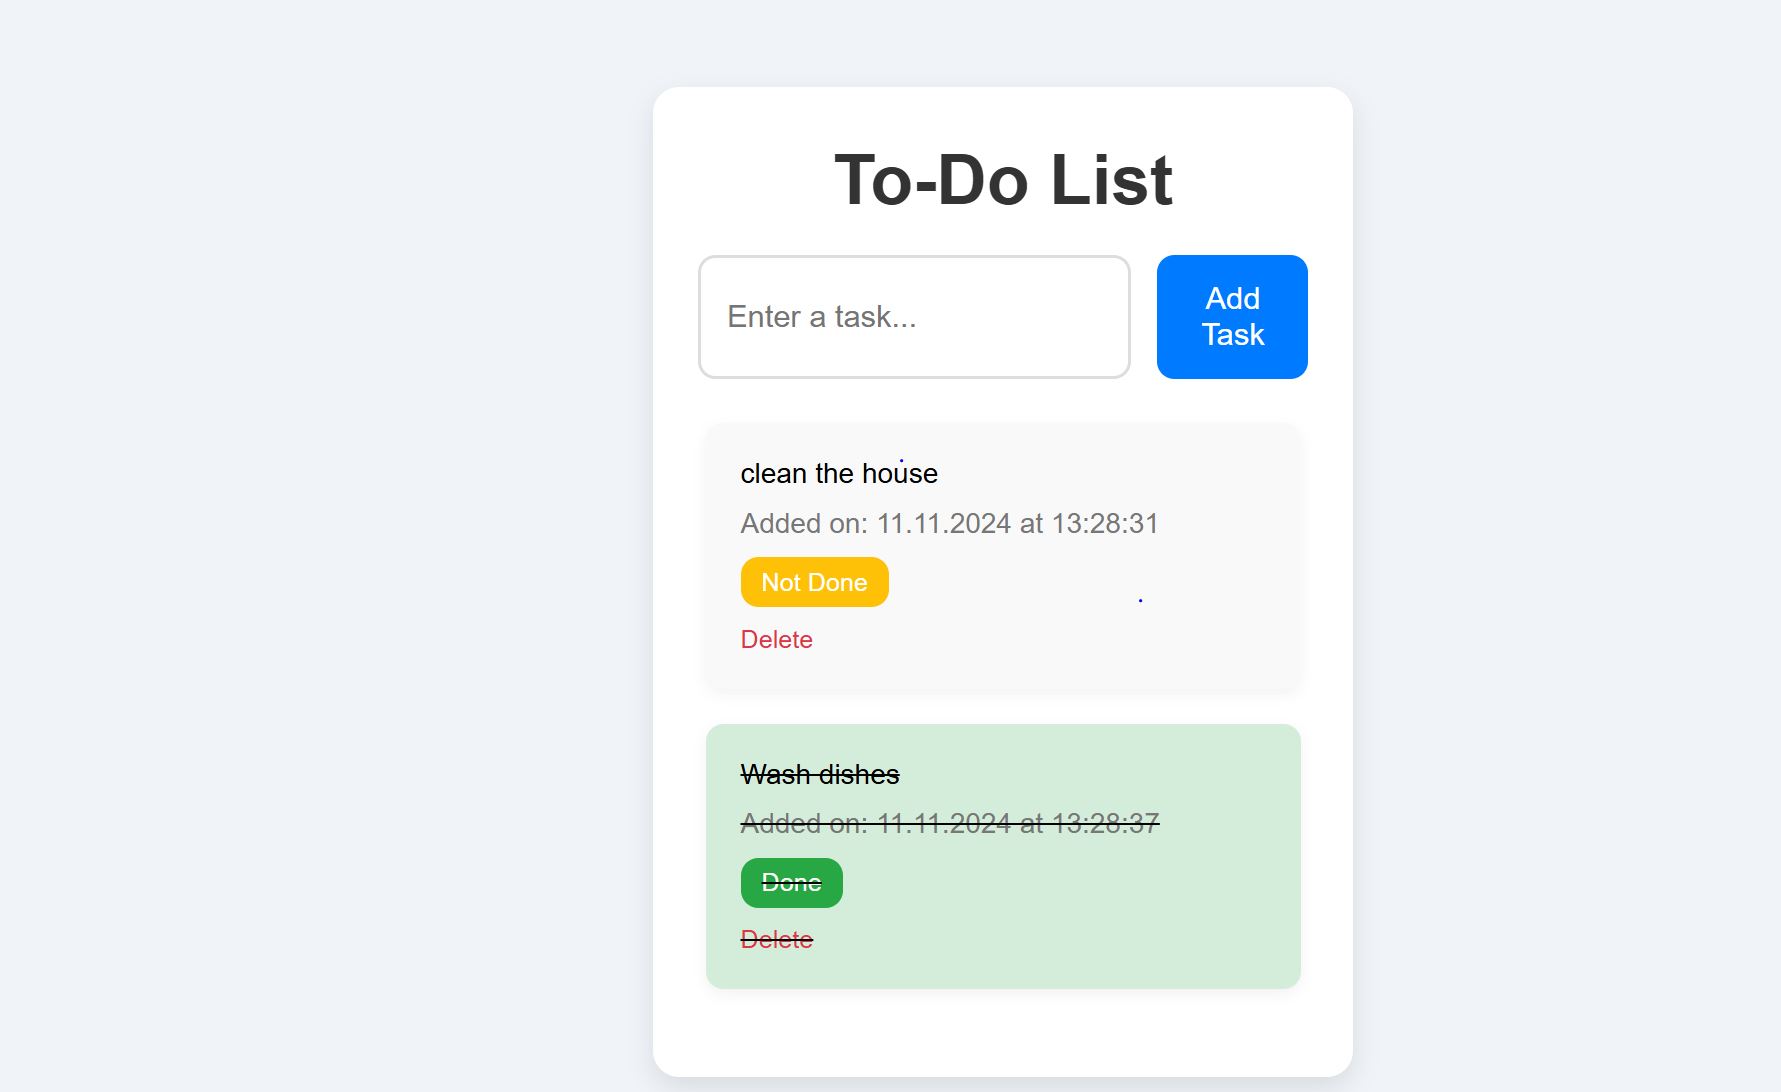 To-Do List
Enter a task...
Add
Task
clean the house
Added on: 11.11.2024 at 13:28:31
Not Done
Delete
Wash dishes
Added on: 11.11.2024 at 13:28:37
Done
Delete